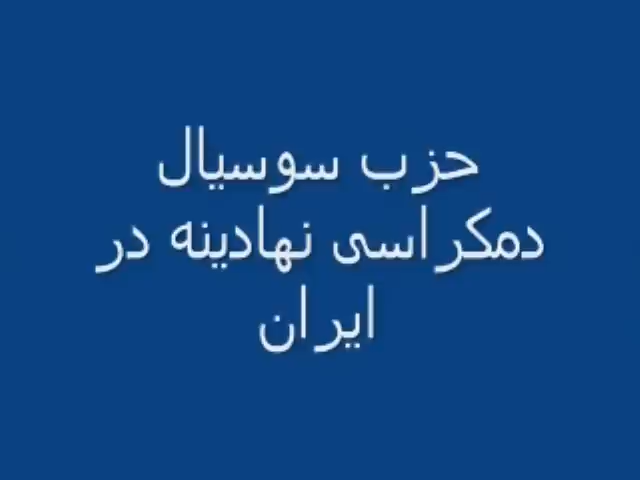 حزب سوسیال
دمکراسی نهادینه در
ایران